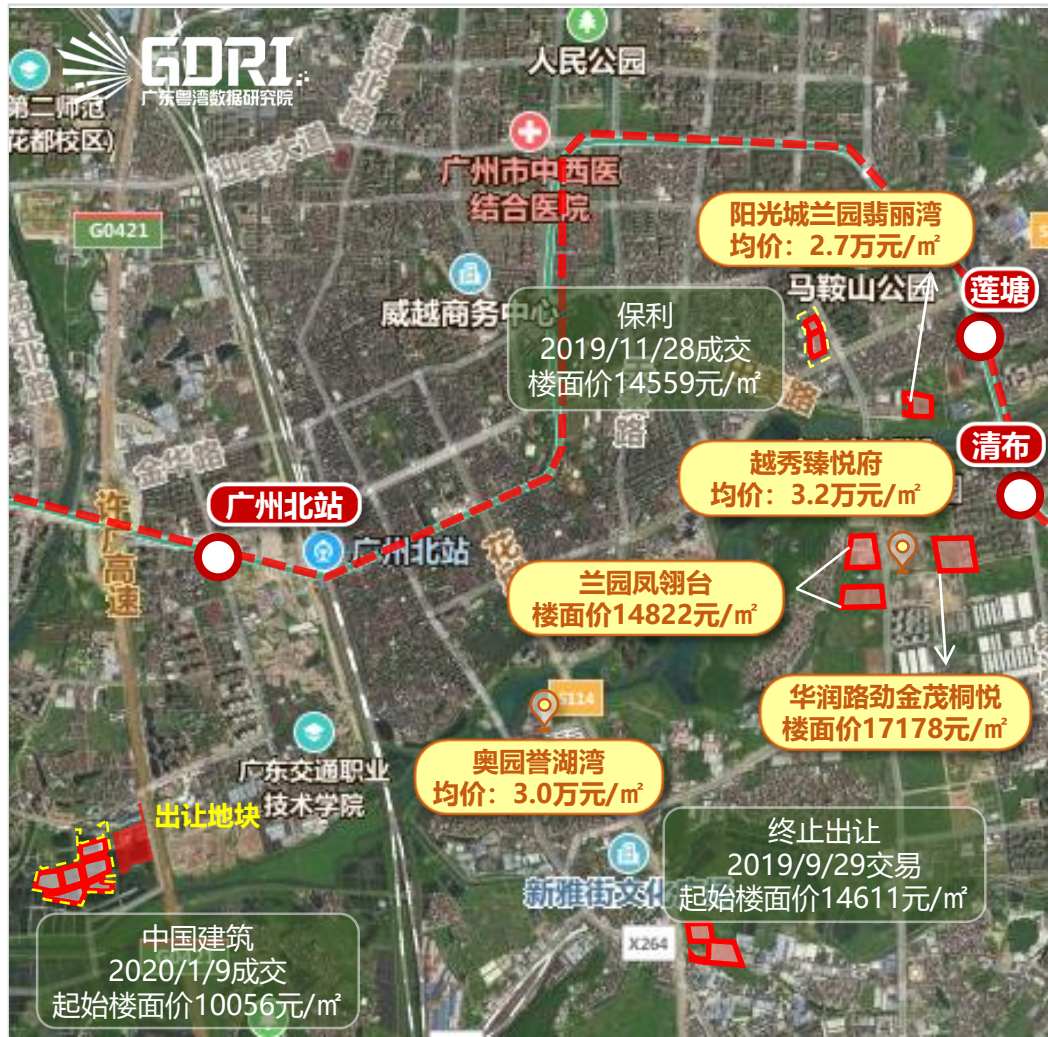 GDRI
广东粤湾数据研究院
人民公园
第二师范
花都校区)
广州市中西医
结合医院
G0421
阳光城兰园翡丽湾
均价：2.7万元/㎡
威越商务中心
马鞍山公园
莲塘
保利
2019/11/28成交
楼面价14559元/㎡
路
路
清布
越秀臻悦府
均价：3.2万元/㎡
广州北站
许广高速
广州北站
花
兰园凤翎台
楼面价14822元/㎡
华润路劲金茂桐悦
楼面价17178元/㎡
S114
广东交通职业
技术学院
奥园誉湖湾
均价：3.0万元/㎡
出让地块
终止出让
2019/9/29交易
起始楼面价14611元/㎡
新雅街文化
X264
中国建筑
2020/1/9成交
起始楼面价10056元/㎡